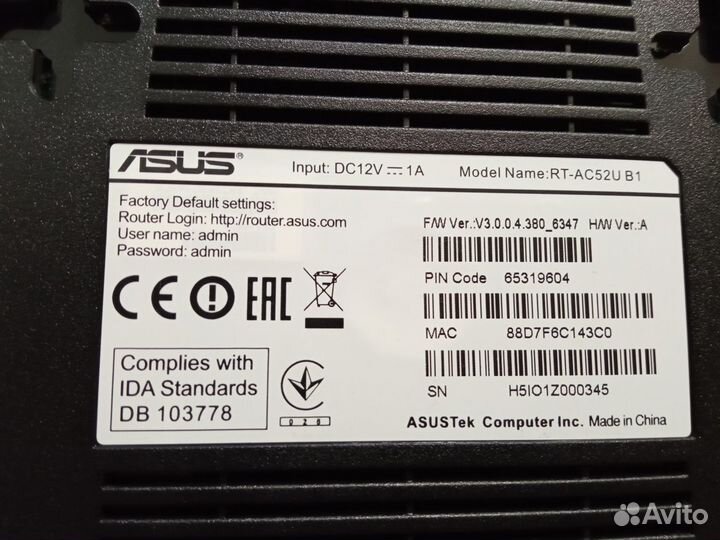 ASUS® Input: DC12V ⎓ 1A Model Name:RT-AC52U B1
Factory Default settings:
Router Login: http://router.asus.com
User name: admin
Password: admin
F/W Ver.:V3.0.0.4.380_6347 H/W Ver.:A
PIN Code 65319604
MAC 88D7F6C143C0
SN H5IO1Z000345
CE EAC
Complies with
IDA Standards
DB 103778
026
ASUSTek Computer Inc. Made in China
Avito